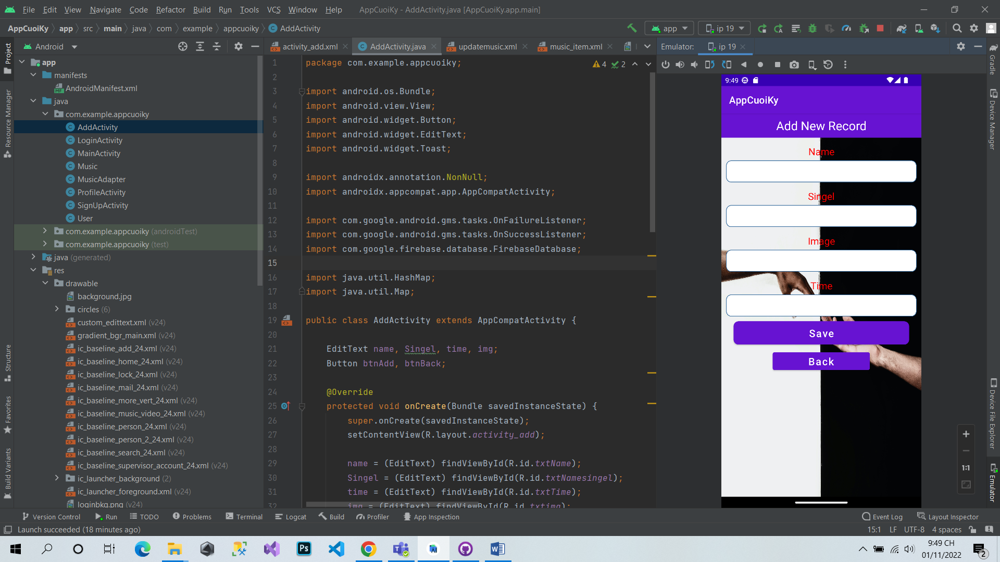 File Edit View Navigate Code Refactor Build Run Tools VCS Window Help AppCuoiKy - AddActivity.java [AppCuoiKy.app.main]
AppCuoiKy app src main java com example appcuoiky AddActivity app ip 19
Android
activity_add.xml AddActivity.java updatemusic.xml music_item.xml
Emulator: ip 19
Project
Resource Manager
Structure
Favorites
Build Variants
app
manifests
AndroidManifest.xml
java
com.example.appcuoiky
AddActivity
LoginActivity
MainActivity
Music
MusicAdapter
ProfileActivity
SignUpActivity
User
com.example.appcuoiky (androidTest)
com.example.appcuoiky (test)
java (generated)
res
drawable
background.jpg
circles (6)
custom_edittext.xml (v24)
gradient_bgr_main.xml (v24)
ic_baseline_add_24.xml (v24)
ic_baseline_home_24.xml (v24)
ic_baseline_lock_24.xml (v24)
ic_baseline_mail_24.xml (v24)
ic_baseline_more_vert_24.xml (v24)
ic_baseline_music_video_24.xml (v24)
ic_baseline_person_24.xml (v24)
ic_baseline_person_2_24.xml (v24)
ic_baseline_search_24.xml (v24)
ic_baseline_supervisor_account_24.xml (v24)
ic_launcher_background (2)
ic_launcher_foreground.xml (v24)
loginbkg.png (v24)
4 2
1 package com.example.appcuoiky;
2
3 import android.os.Bundle;
4 import android.view.View;
5 import android.widget.Button;
6 import android.widget.EditText;
7 import android.widget.Toast;
8
9 import androidx.annotation.NonNull;
10 import androidx.appcompat.app.AppCompatActivity;
11
12 import com.google.android.gms.tasks.OnFailureListener;
13 import com.google.android.gms.tasks.OnSuccessListener;
14 import com.google.firebase.database.FirebaseDatabase;
15
16 import java.util.HashMap;
17 import java.util.Map;
18
19 public class AddActivity extends AppCompatActivity {
20
21 EditText name, Singel, time, img;
22 Button btnAdd, btnBack;
23
24 @Override
25 protected void onCreate(Bundle savedInstanceState) {
26 super.onCreate(savedInstanceState);
27 setContentView(R.layout.activity_add);
28
29 name = (EditText) findViewById(R.id.txtName);
30 Singel = (EditText) findViewById(R.id.txtNamesingel);
31 time = (EditText) findViewById(R.id.txtTime);
32 img = (EditText) findViewById(R.id.txtimg);
9:49
AppCuoiKy
Add New Record
Name
Singel
Image
Time
Save
Back
1:1
Gradle
Device Manager
Device File Explorer
Emulator
Version Control Run TODO Problems Terminal Logcat Build Profiler App Inspection Event Log Layout Inspector
Launch succeeded (18 minutes ago) 15:1 LF UTF-8 4 spaces
Ps
9:49 CH
01/11/2022
2